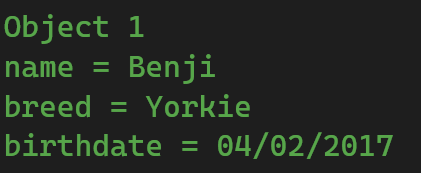 Object 1
name = Benji
breed = Yorkie
birthdate = 04/02/2017